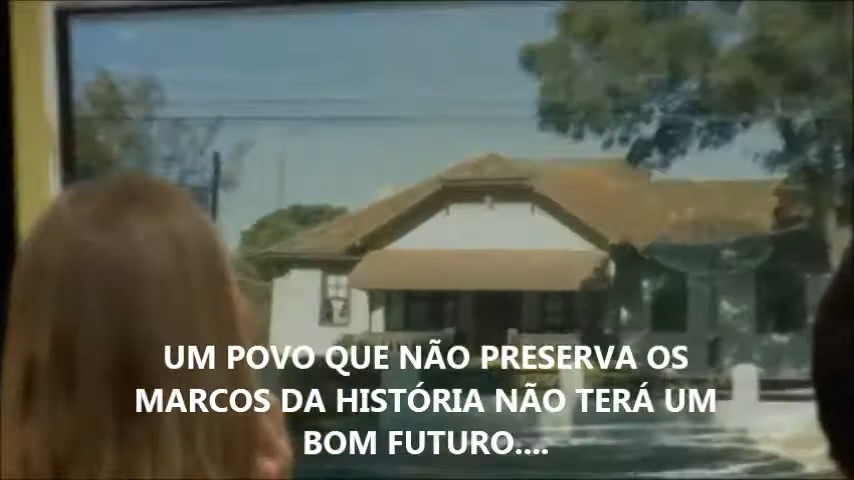 UM POVO QUE NÃO PRESERVA OS
MARCOS DA HISTÓRIA NÃO TERÁ UM
BOM FUTURO....